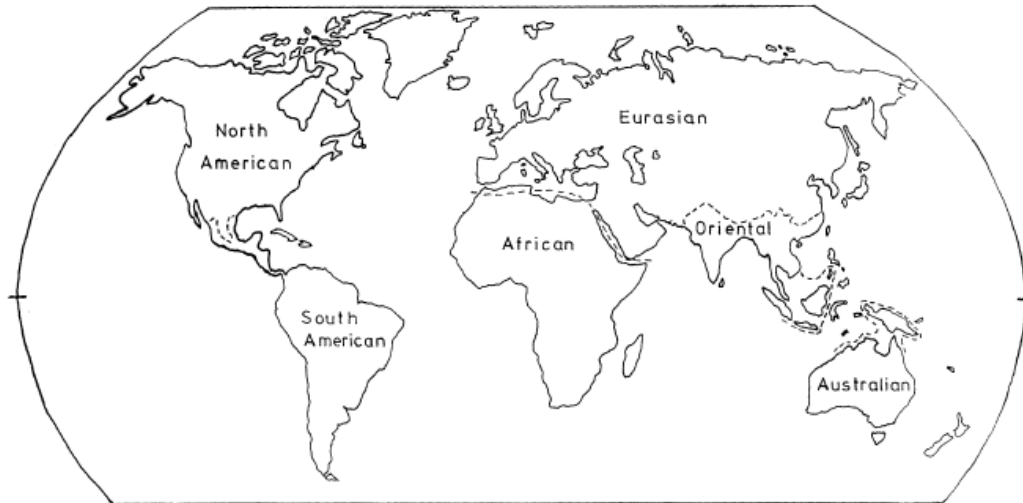 North
American
Eurasian
African
Oriental
South
American
Australian